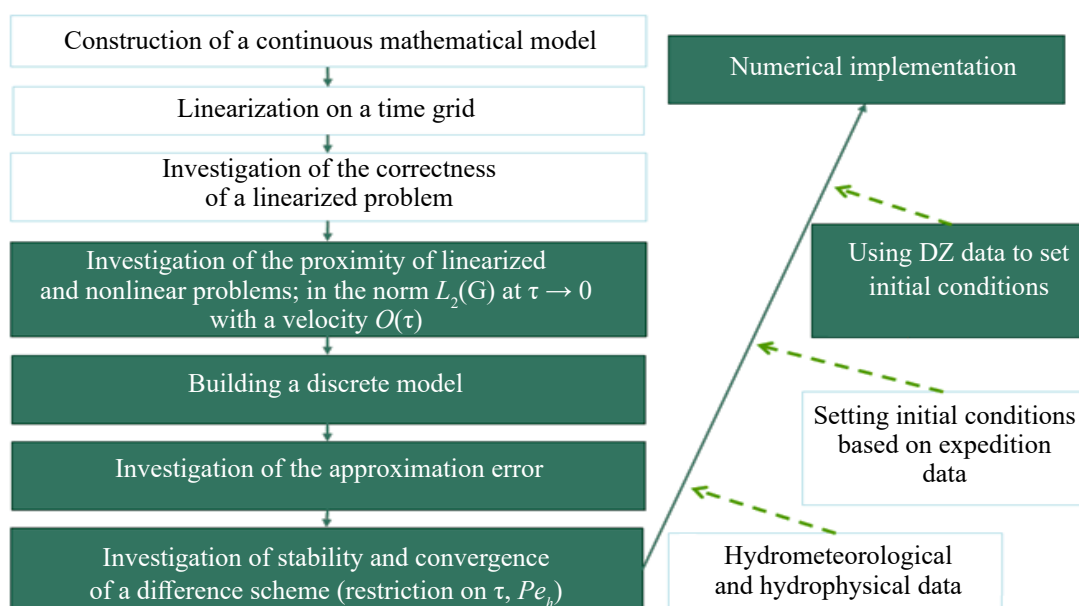 Construction of a continuous mathematical model
Linearization on a time grid
Investigation of the correctness
of a linearized problem
Investigation of the proximity of linearized
and nonlinear problems; in the norm L₂(G) at τ → 0
with a velocity O(τ)
Building a discrete model
Investigation of the approximation error
Investigation of stability and convergence
of a difference scheme (restriction on τ, Peₕ)
Numerical implementation
Using DZ data to set
initial conditions
Setting initial conditions
based on expedition
data
Hydrometeorological
and hydrophysical data